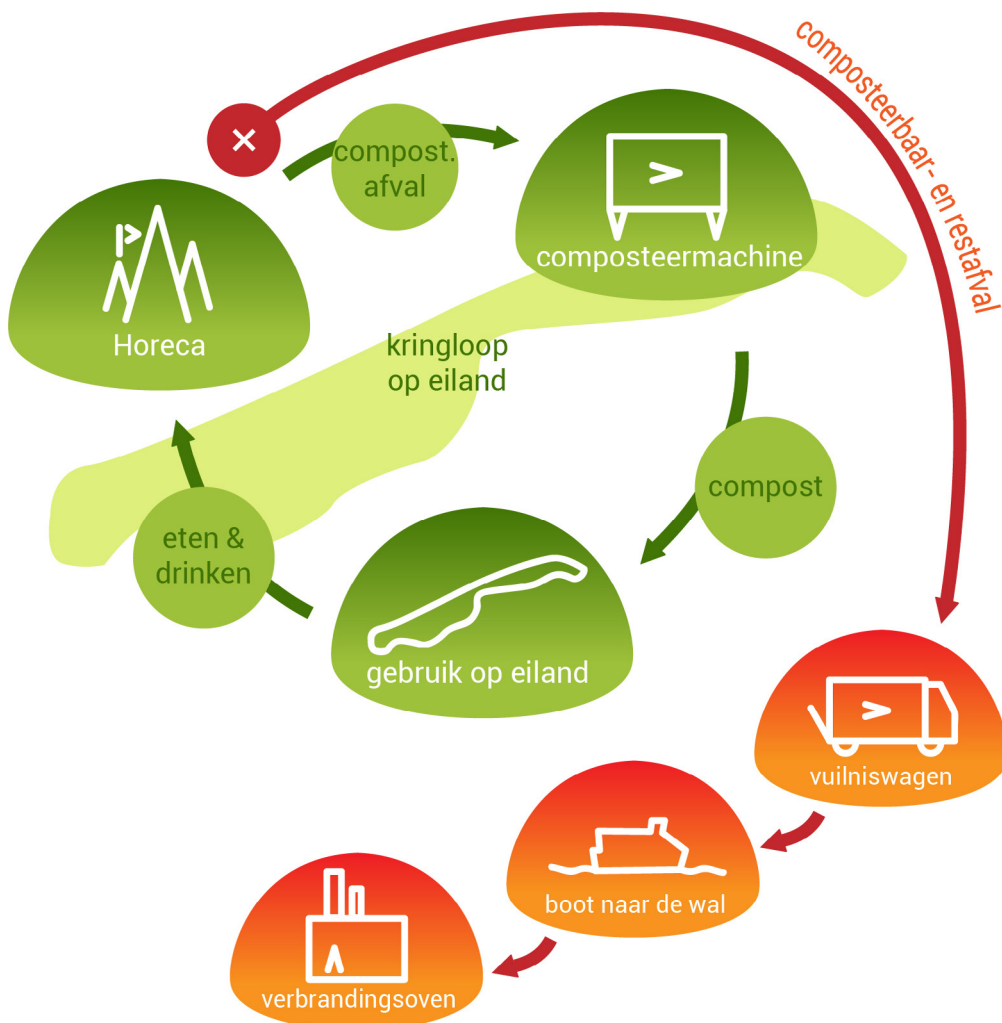 composteerbaar- en restafval
compost.
afval
composteermachine
Horeca
kringloop
op eiland
compost
eten &
drinken
gebruik op eiland
vuilniswagen
boot naar de wal
verbrandingsoven